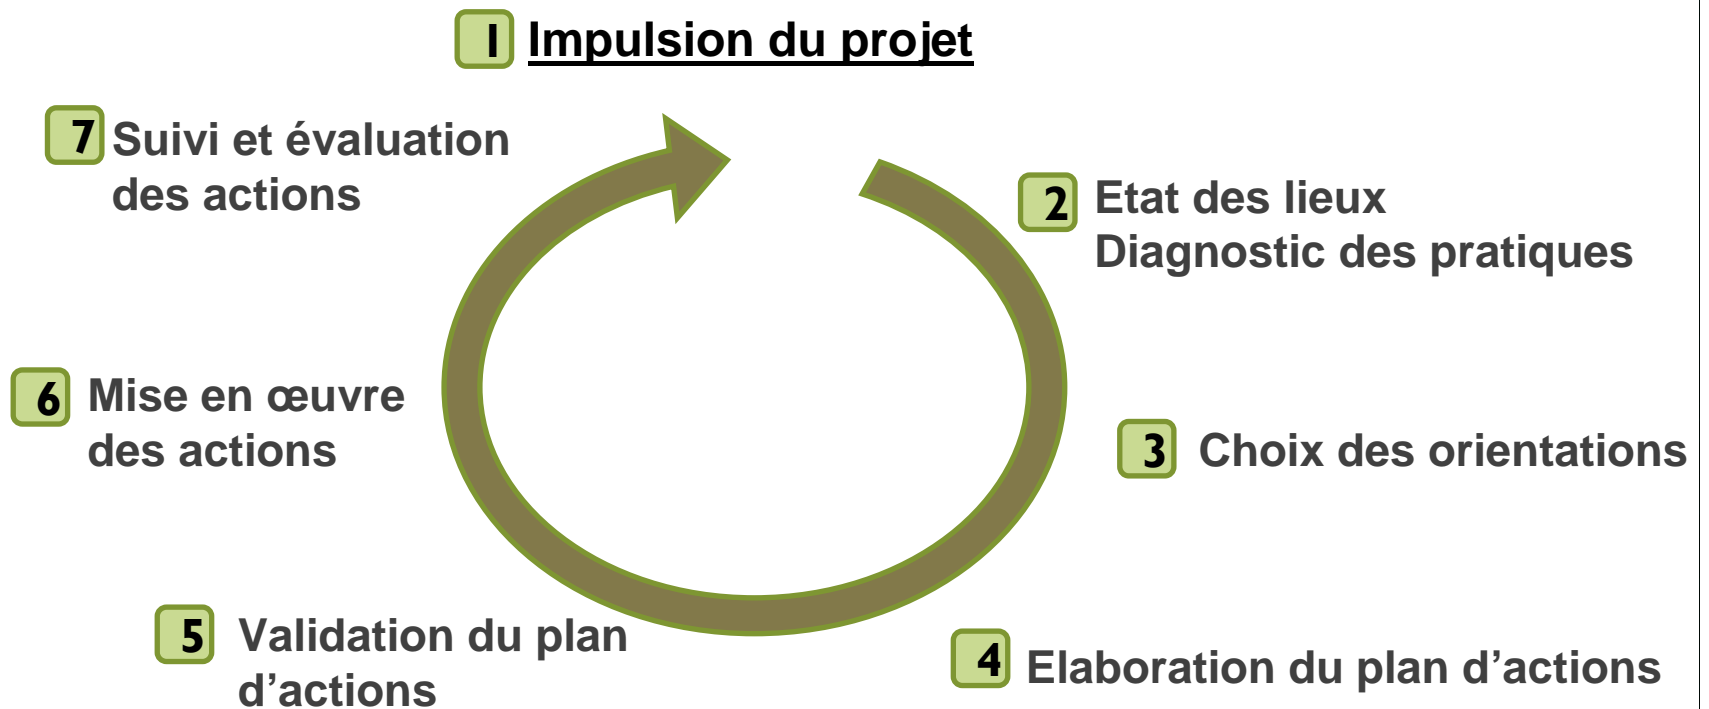 1 Impulsion du projet
2 Etat des lieux
Diagnostic des pratiques
3 Choix des orientations
4 Elaboration du plan d’actions
5 Validation du plan
d’actions
6 Mise en œuvre
des actions
7 Suivi et évaluation
des actions